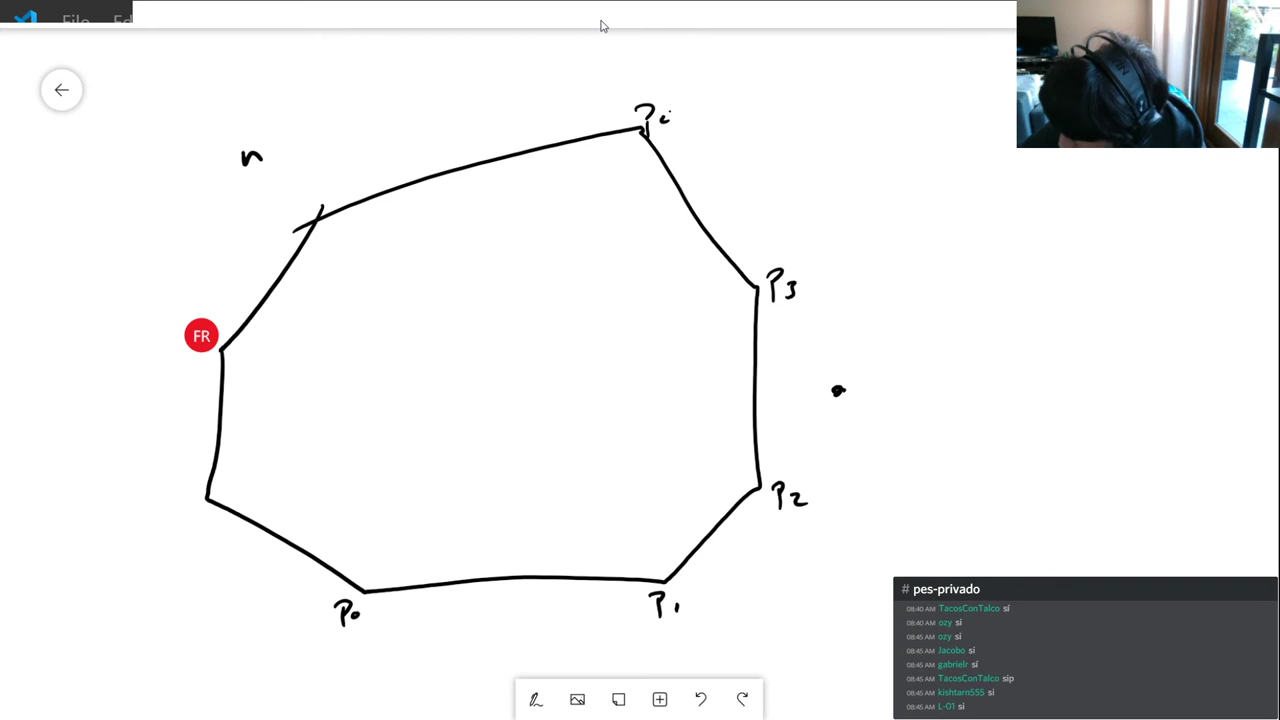 File Ed
Pi
n
P3
FR
P2
P0
P1
# pes-privado
08:40 AM TacosConTalco sí
08:40 AM ozy si
08:45 AM ozy si
08:45 AM Jacobo si
08:45 AM gabrielr sí
08:45 AM TacosConTalco sip
08:45 AM kishtarn555 si
08:45 AM L-01 si